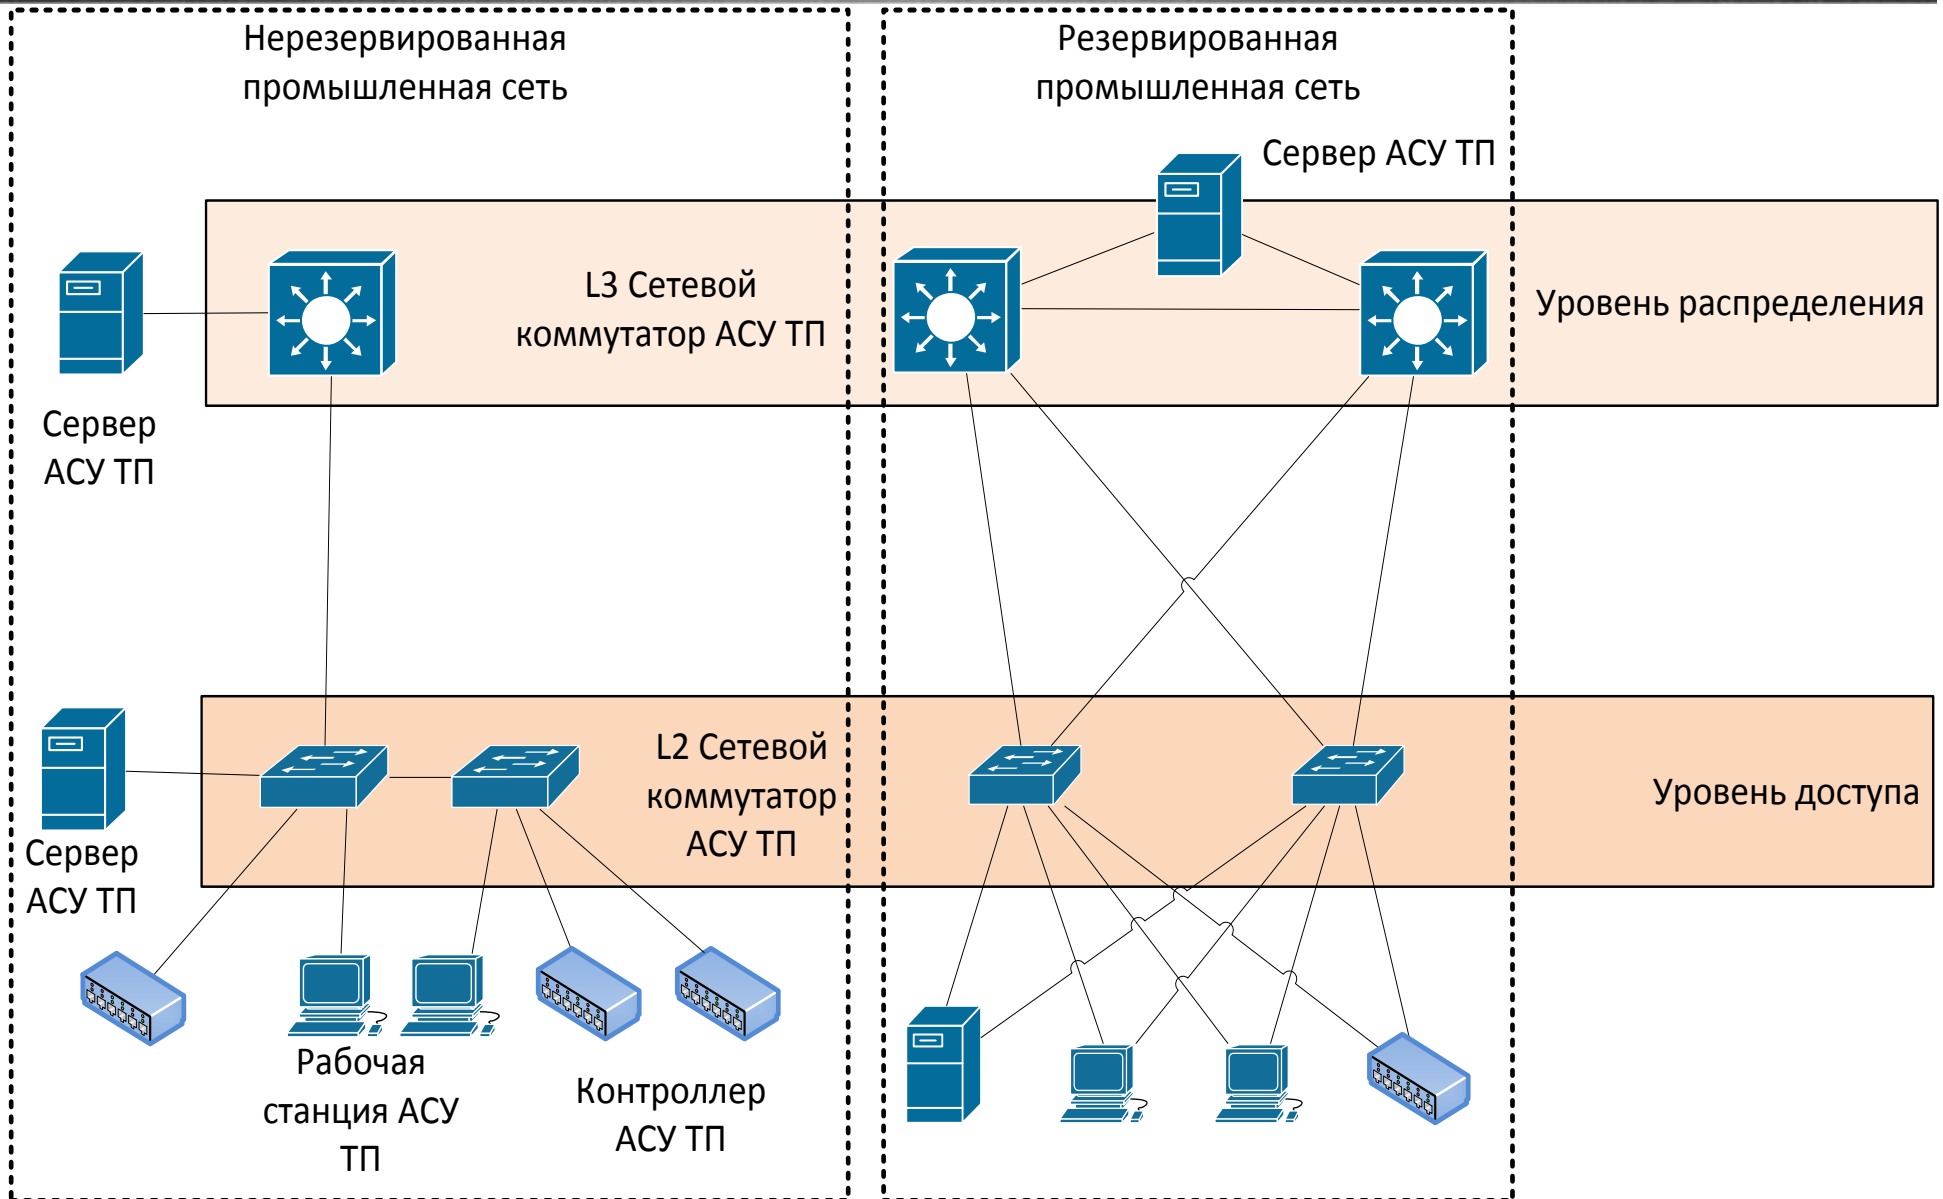 Нерезервированная
промышленная сеть
Резервированная
промышленная сеть
Сервер АСУ ТП
L3 Сетевой
коммутатор АСУ ТП
Уровень распределения
Сервер
АСУ ТП
L2 Сетевой
коммутатор
АСУ ТП
Уровень доступа
Сервер
АСУ ТП
Рабочая
станция АСУ
ТП
Контроллер
АСУ ТП